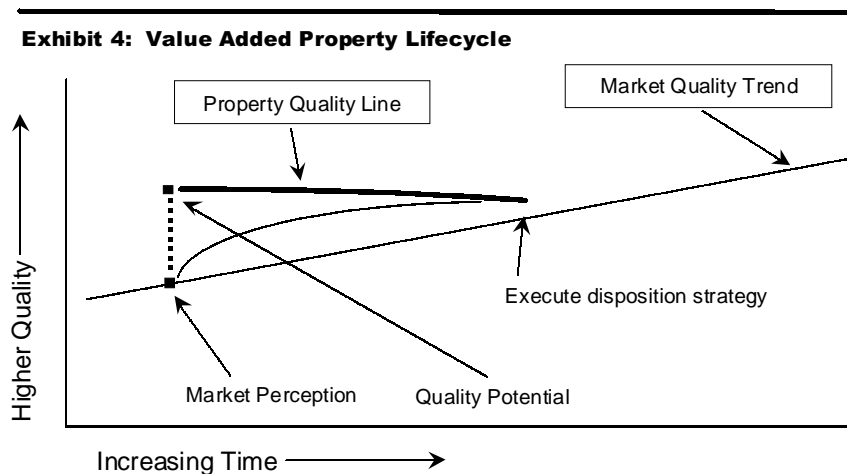 Exhibit 4: Value Added Property Lifecycle
Market Quality Trend
Property Quality Line
Execute disposition strategy
Market Perception
Quality Potential
Higher Quality
Increasing Time